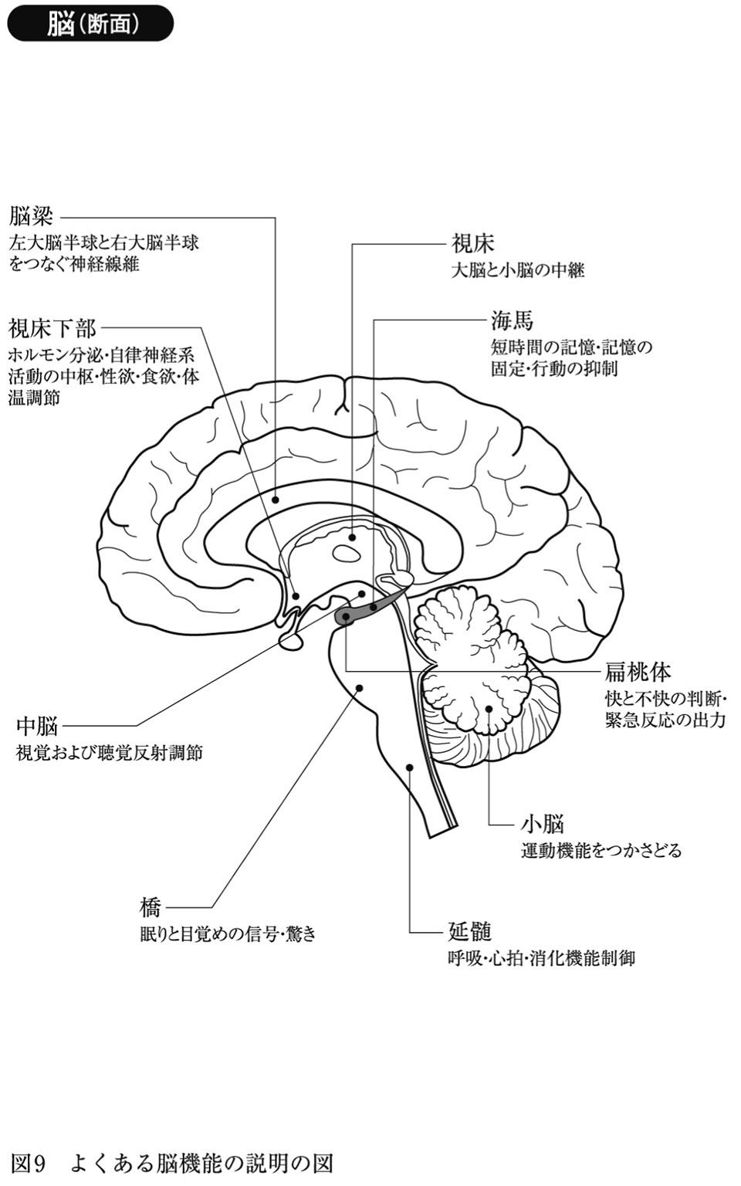 脳(断面)
脳梁
左大脳半球と右大脳半球
をつなぐ神経線維
視床
大脳と小脳の中継
視床下部
ホルモン分泌・自律神経系
活動の中枢・性欲・食欲・体
温調節
海馬
短時間の記憶・記憶の
固定・行動の抑制
扁桃体
快と不快の判断・
緊急反応の出力
中脳
視覚および聴覚反射調節
小脳
運動機能をつかさどる
橋
眠りと目覚めの信号・驚き
延髄
呼吸・心拍・消化機能制御
図9 よくある脳機能の説明の図